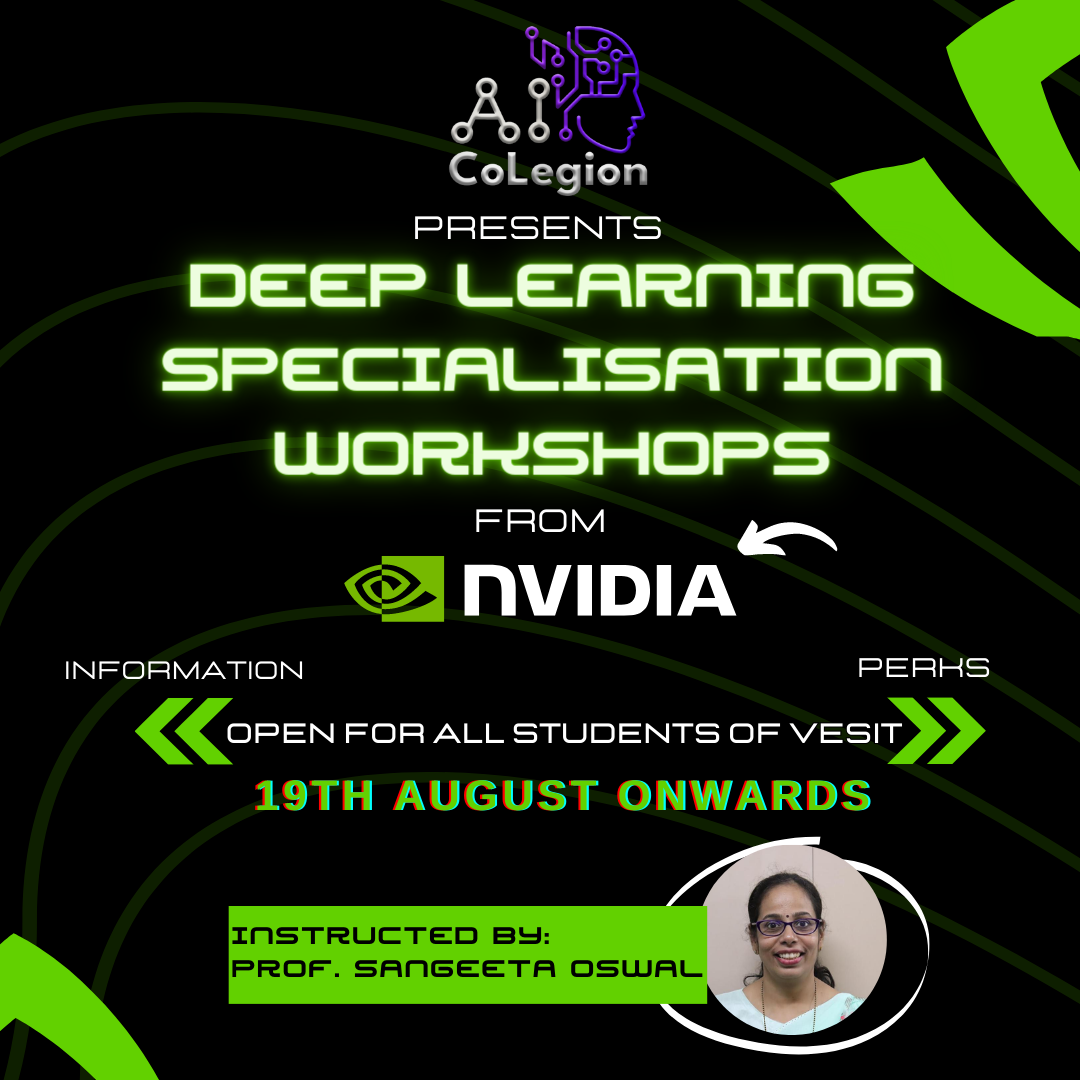 AI
CoLegion
PRESENTS
DEEP LEARNING
SPECIALISATION
WORKSHOPS
FROM
NVIDIA
INFORMATION
PERKS
OPEN FOR ALL STUDENTS OF VESIT
19TH AUGUST ONWARDS
INSTRUCTED BY:
PROF. SANGEETA OSWAL